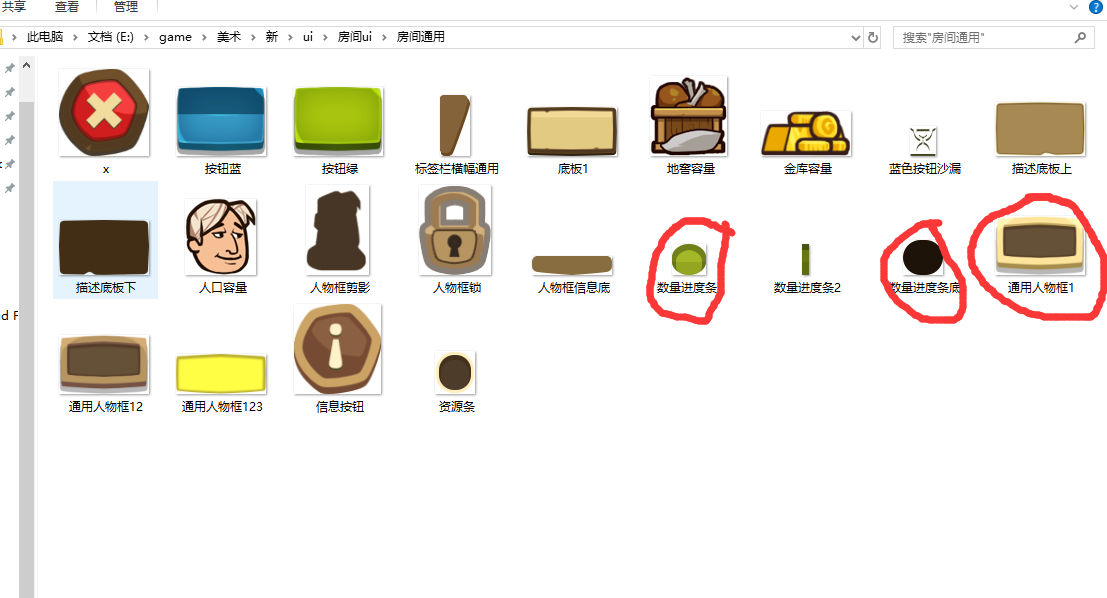 共享 查看 管理
此电脑 文档 (E:) game 美术 新 ui 房间ui 房间通用 搜索"房间通用"
x 按钮蓝 按钮绿 标签栏横幅通用 底板1 地窖容量 金库容量 蓝色按钮沙漏 描述底板上
描述底板下 人口容量 人物框剪影 人物框锁 人物框信息底 数量进度条 数量进度条2 数量进度条底 通用人物框1
d F
通用人物框12 通用人物框123 信息按钮 资源条